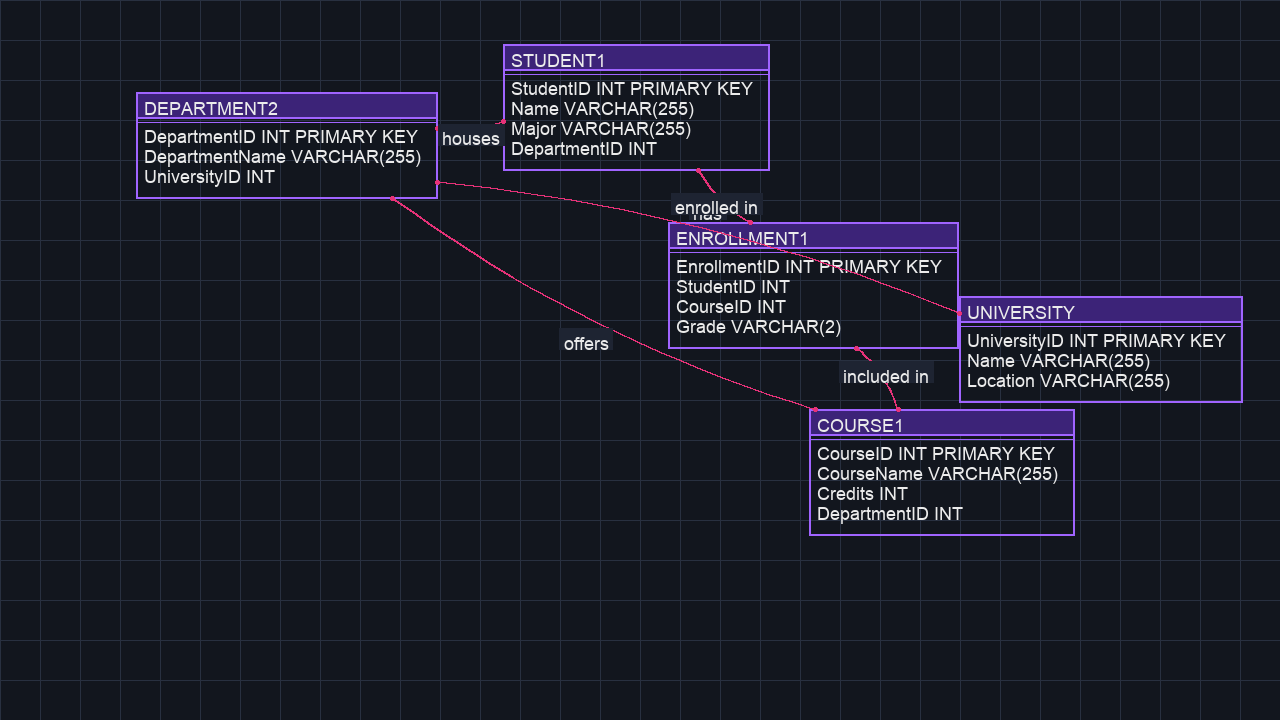 STUDENT1
StudentID INT PRIMARY KEY
Name VARCHAR(255)
Major VARCHAR(255)
DepartmentID INT
DEPARTMENT2
DepartmentID INT PRIMARY KEY
DepartmentName VARCHAR(255)
UniversityID INT
houses
enrolled in
has
ENROLLMENT1
EnrollmentID INT PRIMARY KEY
StudentID INT
CourseID INT
Grade VARCHAR(2)
UNIVERSITY
UniversityID INT PRIMARY KEY
Name VARCHAR(255)
Location VARCHAR(255)
offers
included in
COURSE1
CourseID INT PRIMARY KEY
CourseName VARCHAR(255)
Credits INT
DepartmentID INT